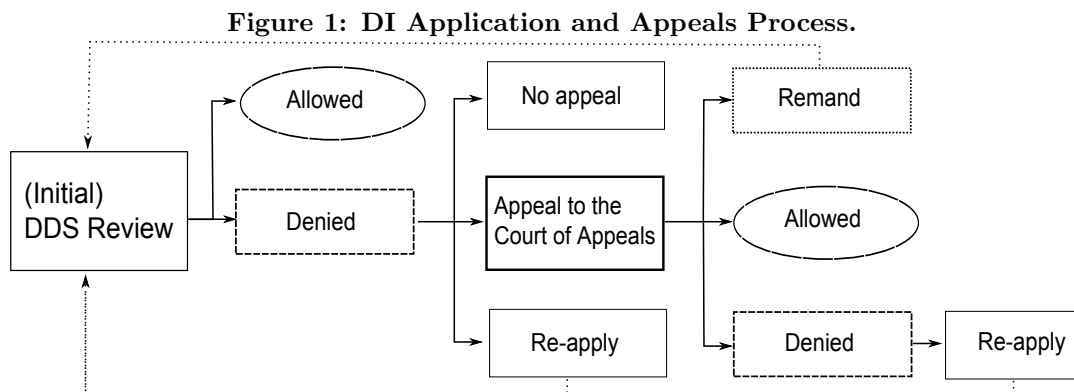 Figure 1: DI Application and Appeals Process.
Allowed
No appeal
Remand
(Initial)
DDS Review
Denied
Appeal to the
Court of Appeals
Allowed
Re-apply
Denied
Re-apply